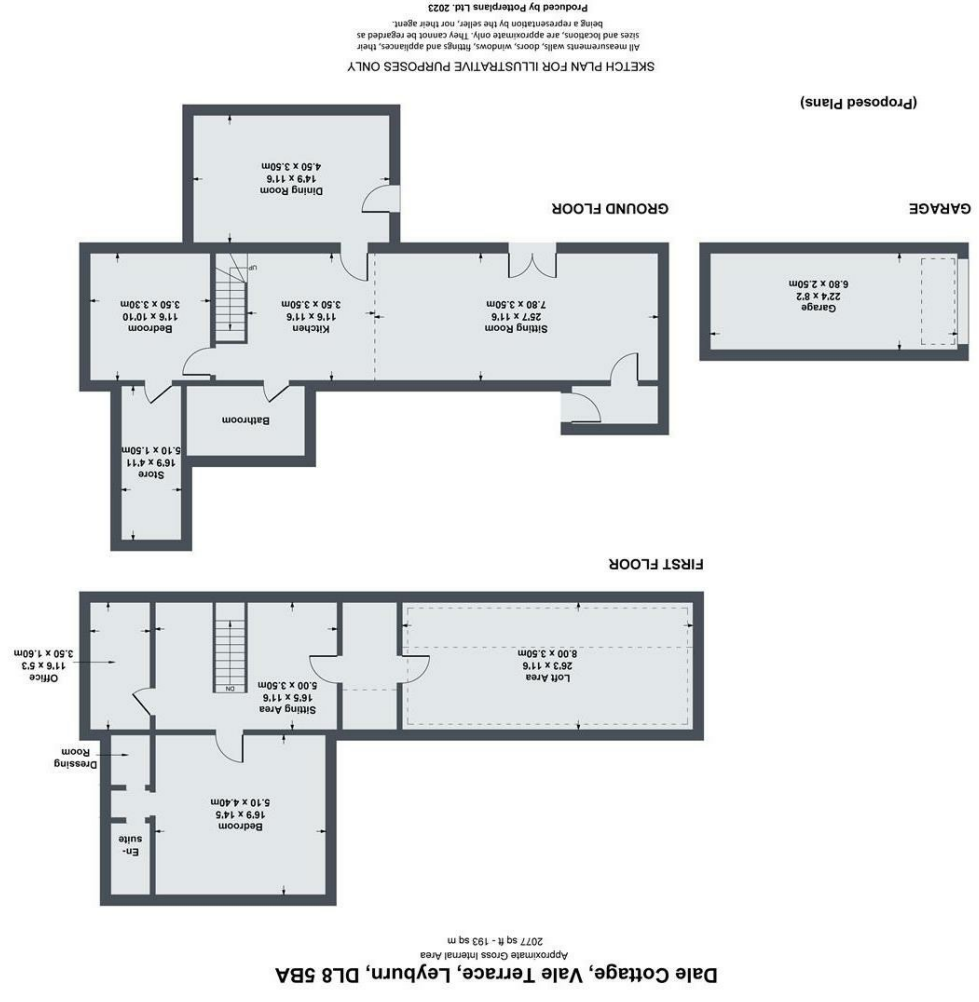 Dale Cottage, Vale Terrace, Leyburn, DL8 5BA
Approximate Gross Internal Area
2077 sq ft - 193 sq m
En-
suite
Bedroom
16'9 x 14'5
5.10 x 4.40m
Dressing
Room
Sitting Area
16'5 x 11'6
5.00 x 3.50m
DN
Office
11'6 x 5'3
3.50 x 1.60m
Loft Area
26'3 x 11'6
8.00 x 3.50m
FIRST FLOOR
Store
16'9 x 4'11
5.10 x 1.50m
Bathroom
Bedroom
11'6 x 10'10
3.50 x 3.30m
Kitchen
11'6 x 11'6
3.50 x 3.50m
UP
Sitting Room
25'7 x 11'6
7.80 x 3.50m
Garage
22'4 x 8'2
6.80 x 2.50m
GROUND FLOOR
GARAGE
Dining Room
14'9 x 11'6
4.50 x 3.50m
(Proposed Plans)
SKETCH PLAN FOR ILLUSTRATIVE PURPOSES ONLY
All measurements walls, doors, windows, fittings and appliances, their
sizes and locations, are approximate only. They cannot be regarded as
being a representation by the seller, nor their agent.
Produced by Potterplans Ltd. 2023